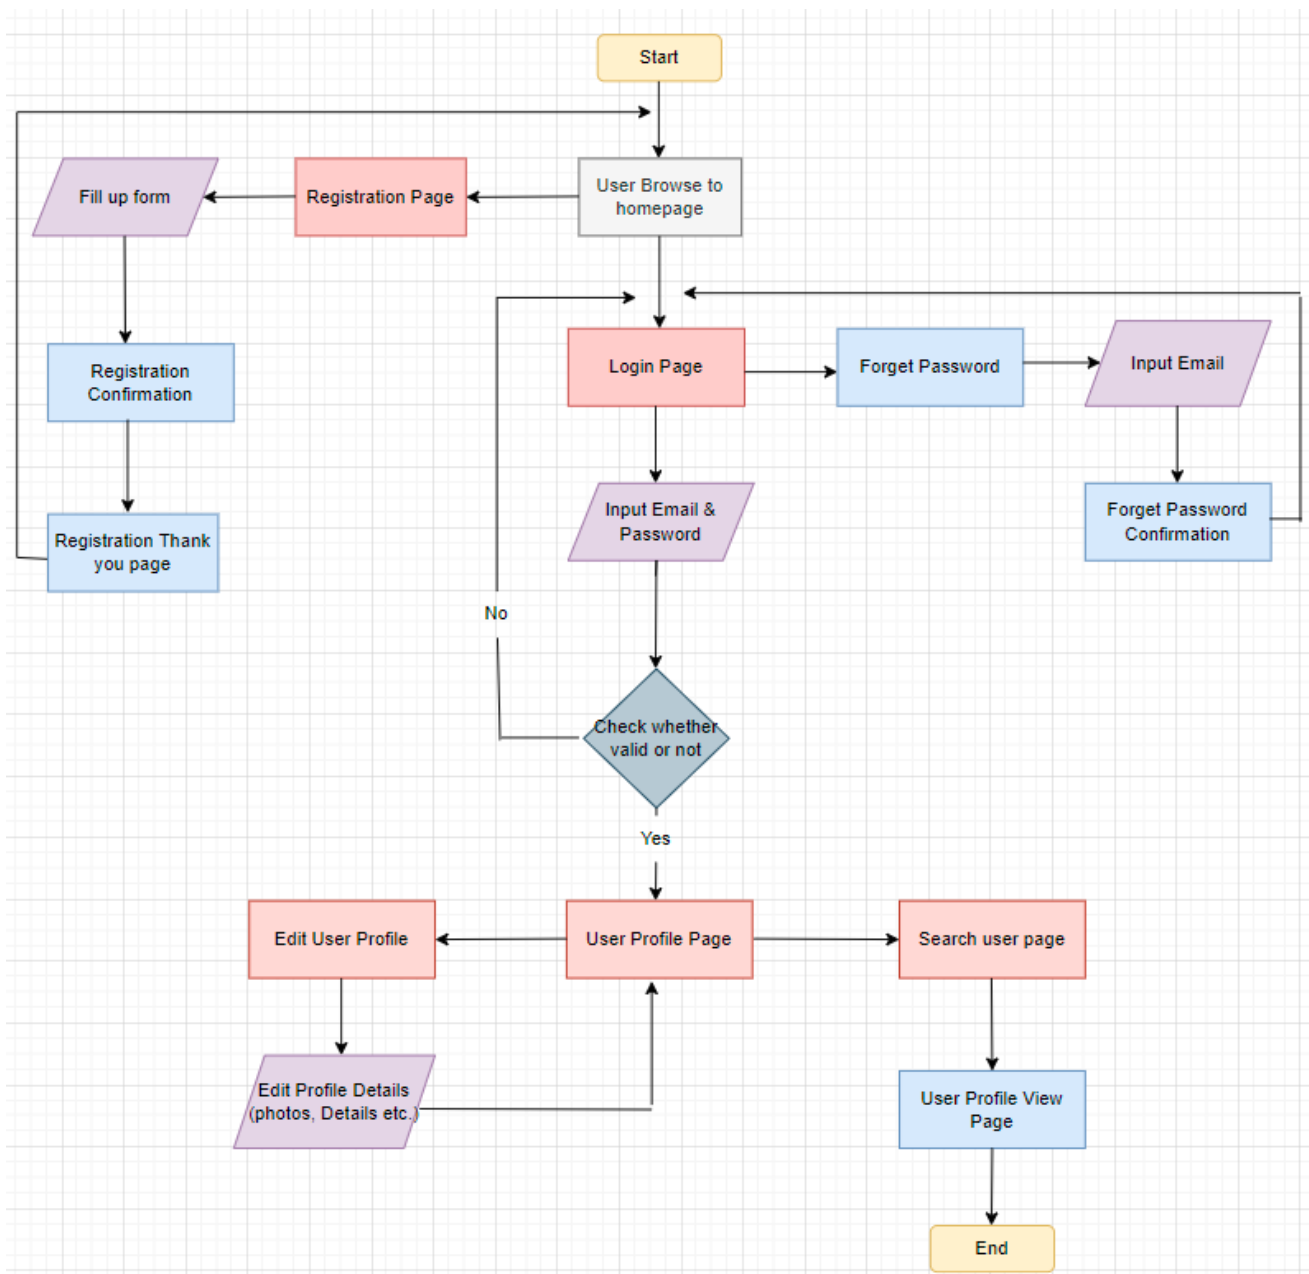 Start
Fill up form
Registration Page
User Browse to
homepage
Registration
Confirmation
Login Page
Forget Password
Input Email
Registration Thank
you page
Input Email &
Password
Forget Password
Confirmation
No
Check whether
valid or not
Yes
Edit User Profile
User Profile Page
Search user page
Edit Profile Details
(photos, Details etc.)
User Profile View
Page
End